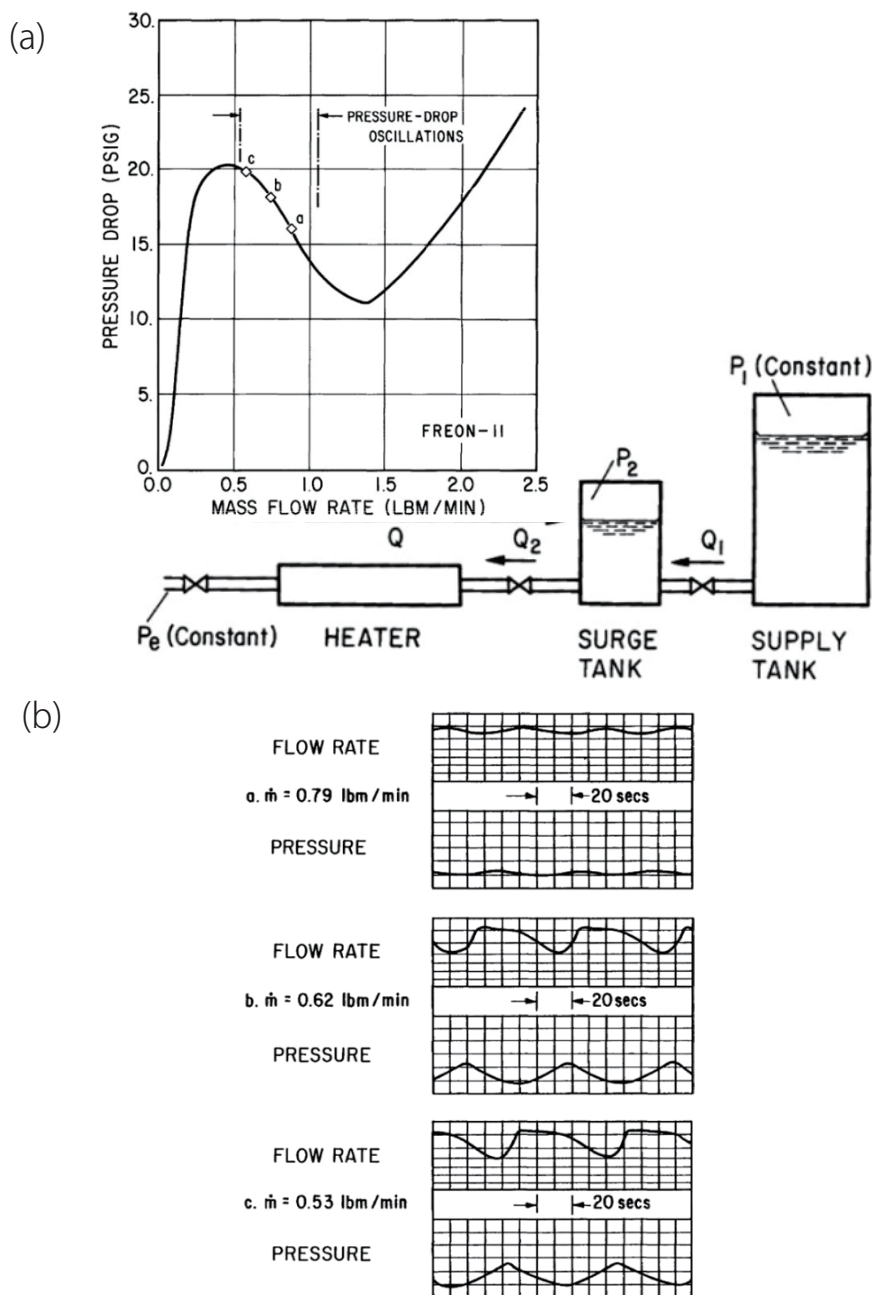 (a)
30.
25.
20.
15.
10.
5.
0.
PRESSURE DROP (PSIG)
PRESSURE-DROP
OSCILLATIONS
c
b
a
FREON-11
0.0 0.5 1.0 1.5 2.0 2.5
MASS FLOW RATE (LBM/MIN)
P1 (Constant)
P2
Q Q2 Q1
Pe (Constant)
HEATER
SURGE
TANK
SUPPLY
TANK
(b)
FLOW RATE
a. ṁ = 0.79 lbm/min 20 secs
PRESSURE
FLOW RATE
b. ṁ = 0.62 lbm/min 20 secs
PRESSURE
FLOW RATE
c. ṁ = 0.53 lbm/min 20 secs
PRESSURE